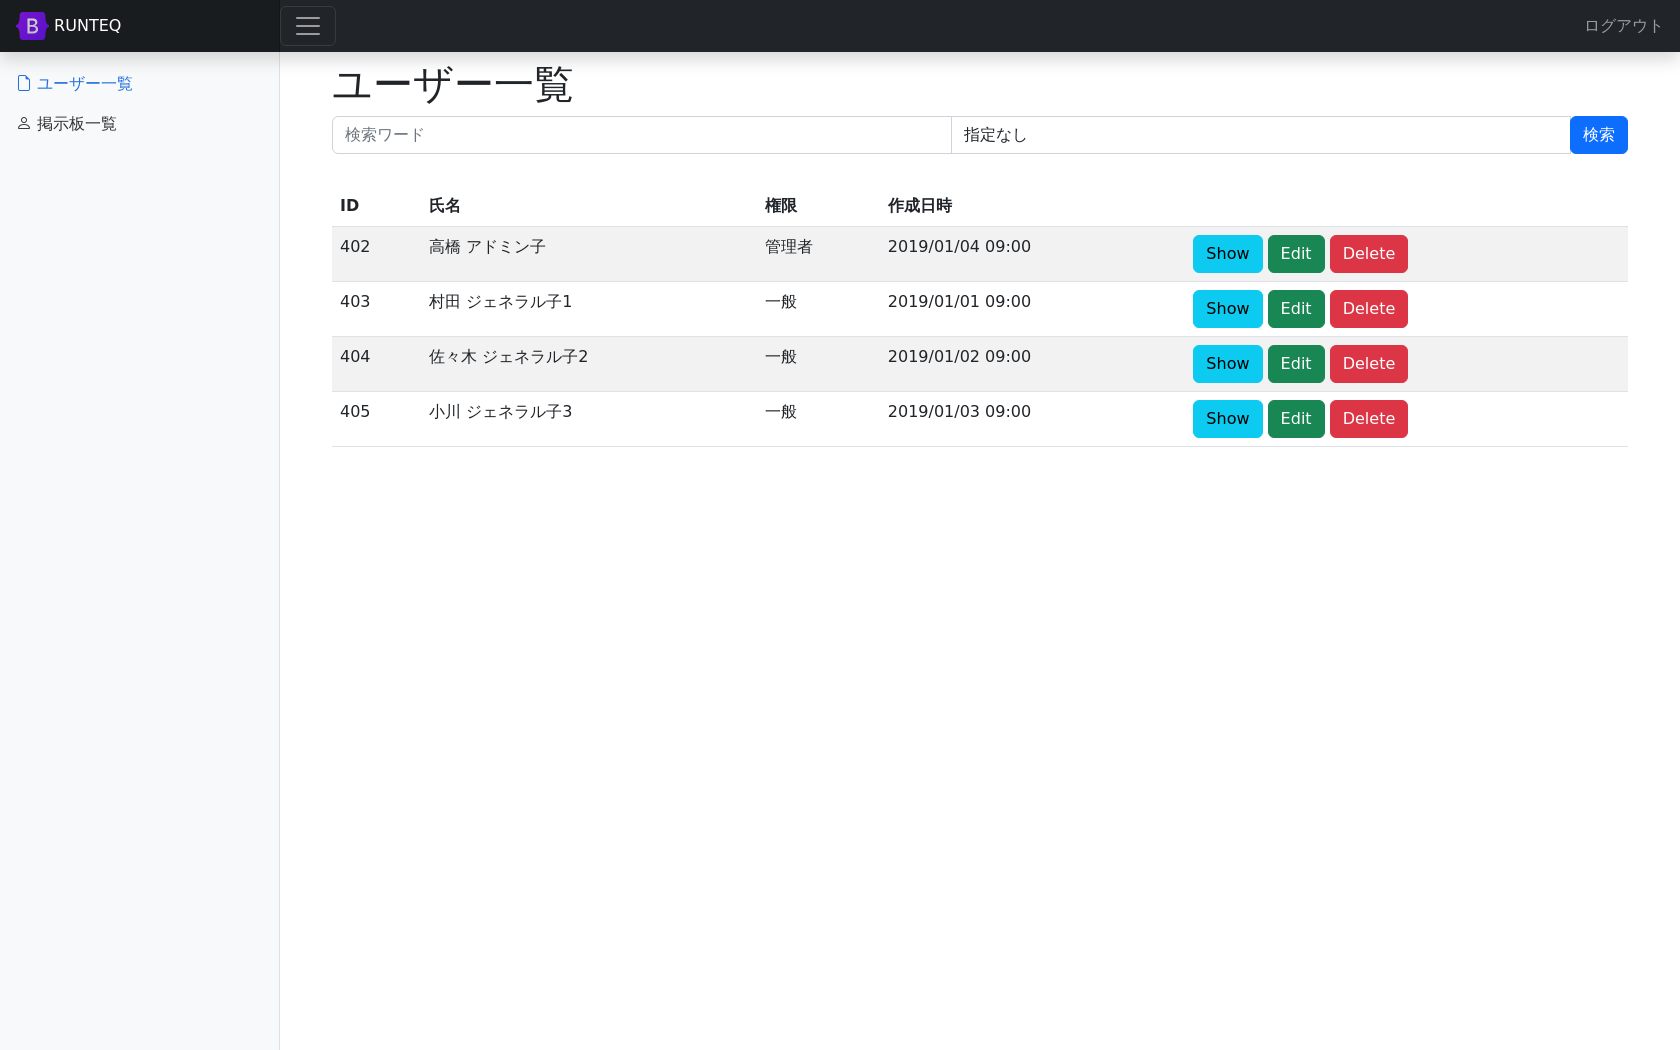 B RUNTEQ
ログアウト
ユーザー一覧
掲示板一覧
ユーザー一覧
検索ワード 指定なし 検索
ID 氏名 権限 作成日時
402 高橋 アドミン子 管理者 2019/01/04 09:00 Show Edit Delete
403 村田 ジェネラル子1 一般 2019/01/01 09:00 Show Edit Delete
404 佐々木 ジェネラル子2 一般 2019/01/02 09:00 Show Edit Delete
405 小川 ジェネラル子3 一般 2019/01/03 09:00 Show Edit Delete